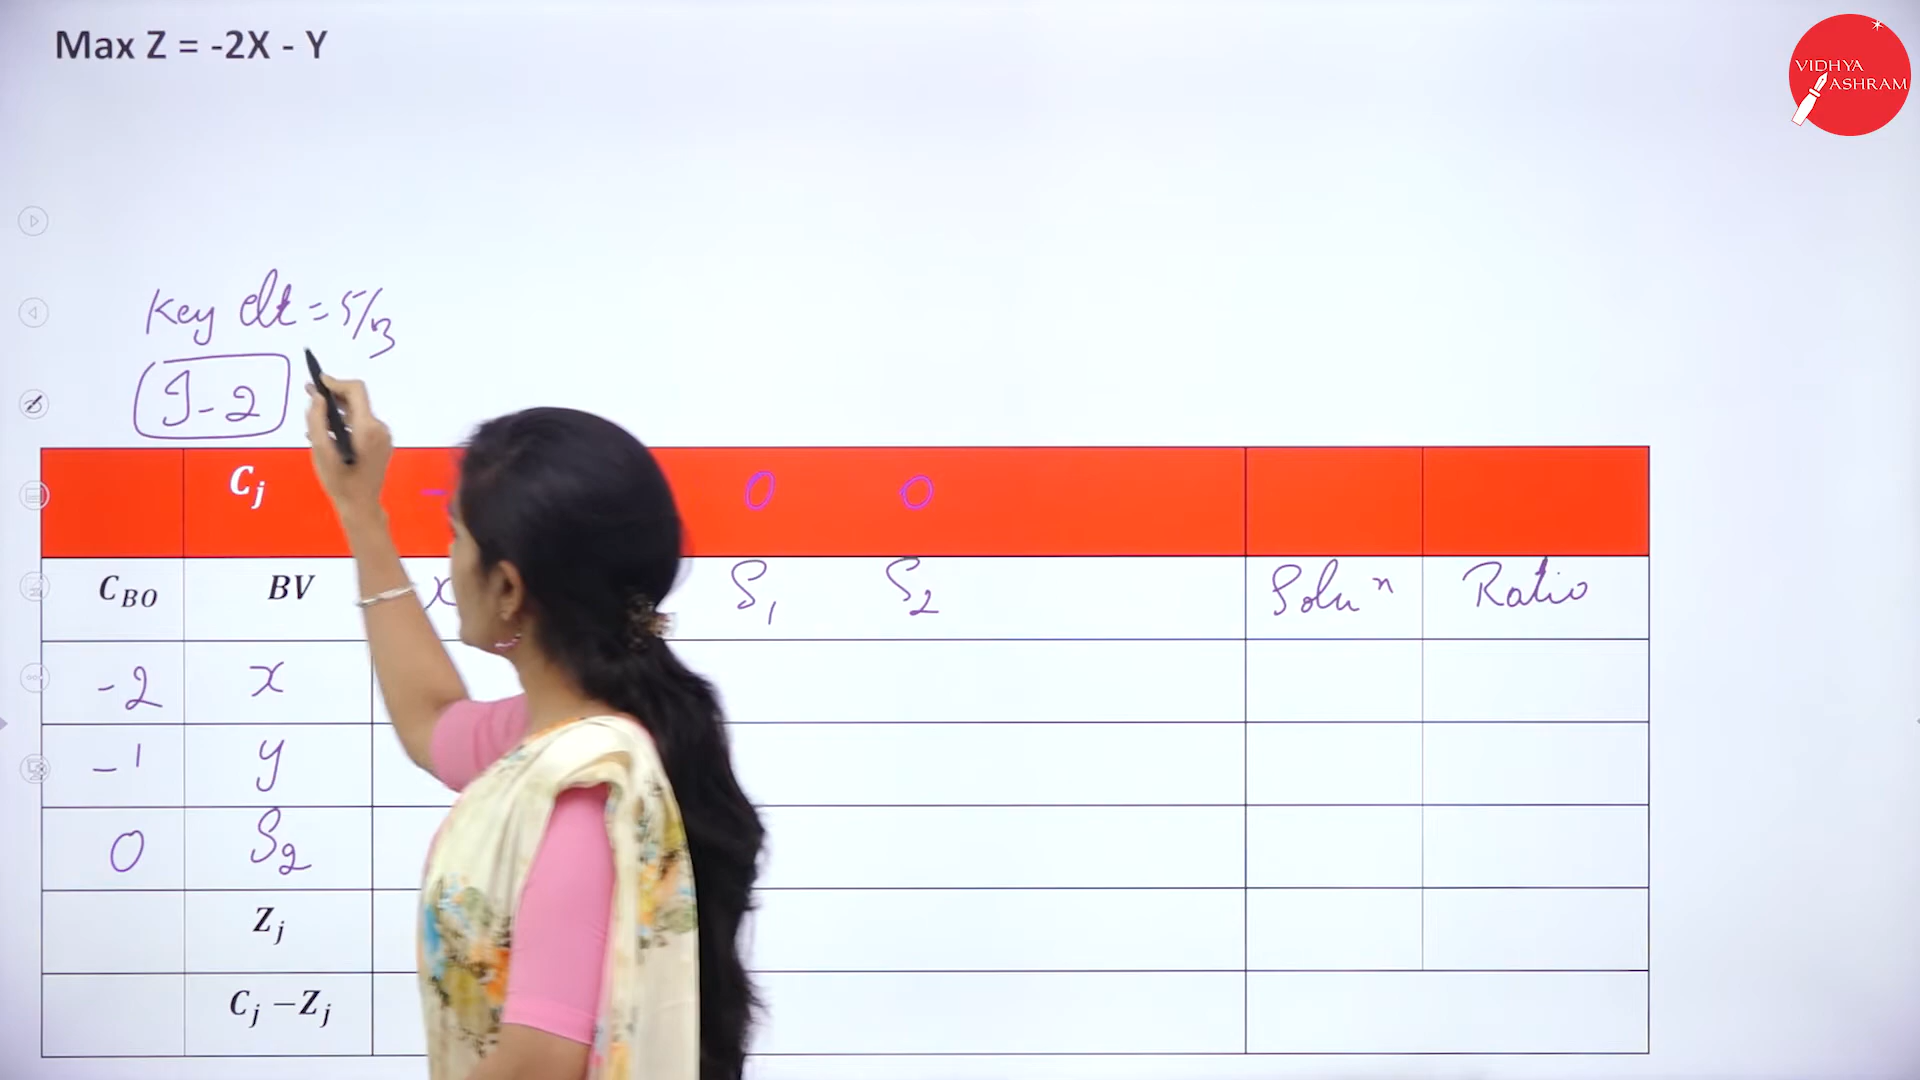 Max Z = -2X - Y
VIDHYA
ASHRAM
Key elt = 5/3
I - 2
Cj - 0 0
CBO BV x S1 S2 Soluⁿ Ratio
-2 x
-1 y
0 S2
Zj
Cj - Zj